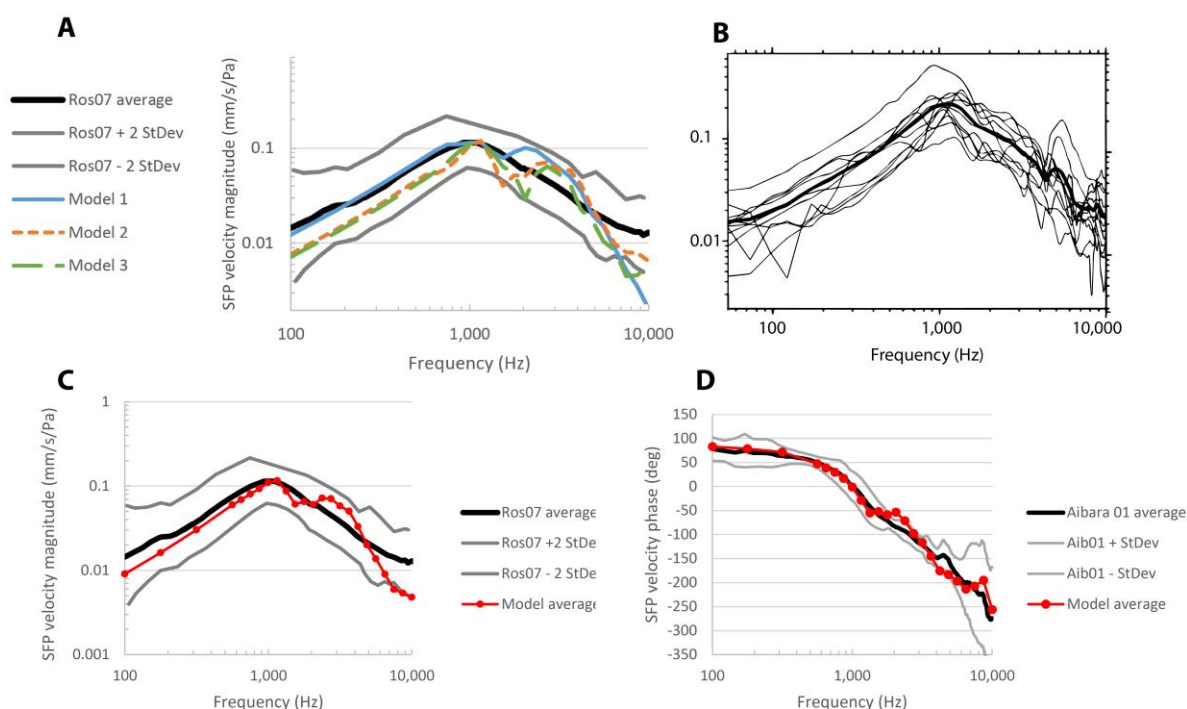 A
Ros07 average
Ros07 + 2 StDev
Ros07 - 2 StDev
Model 1
Model 2
Model 3
SFP velocity magnitude (mm/s/Pa)
0.1
0.01
100
1,000
10,000
Frequency (Hz)
B
0.1
0.01
100
1,000
10,000
Frequency (Hz)
C
SFP velocity magnitude (mm/s/Pa)
1
0.1
0.01
0.001
100
1,000
10,000
Frequency (Hz)
Ros07 average
Ros07 +2 StDe
Ros07 - 2 StDe
Model average
D
SFP velocity phase (deg)
150
100
50
0
-50
-100
-150
-200
-250
-300
-350
100
1,000
10,000
Frequency (Hz)
Aibara 01 average
Aib01 + StDev
Aib01 - StDev
Model average